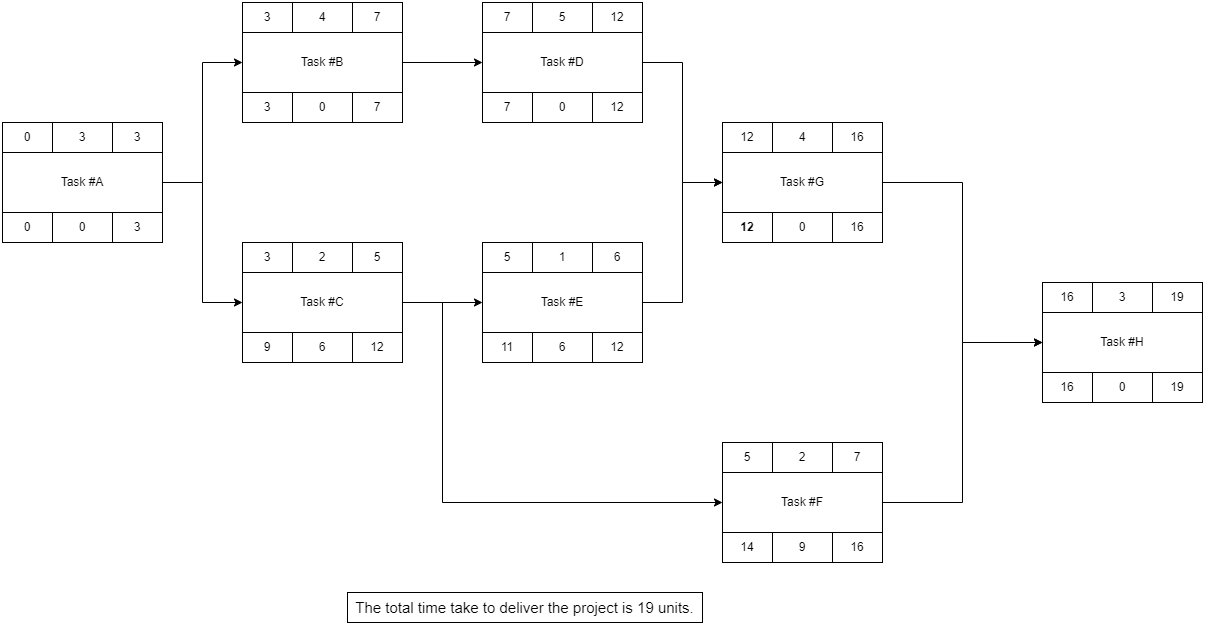 3 4 7
Task #B
3 0 7
7 5 12
Task #D
7 0 12
0 3 3
Task #A
0 0 3
12 4 16
Task #G
12 0 16
3 2 5
Task #C
9 6 12
5 1 6
Task #E
11 6 12
16 3 19
Task #H
16 0 19
5 2 7
Task #F
14 9 16
The total time take to deliver the project is 19 units.